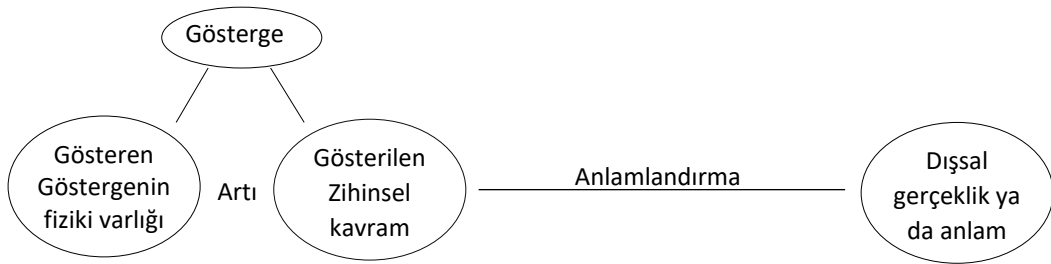 Gösterge
Gösteren
Göstergenin
fiziki varlığı
Artı
Gösterilen
Zihinsel
kavram
Anlamlandırma
Dışsal
gerçeklik ya
da anlam